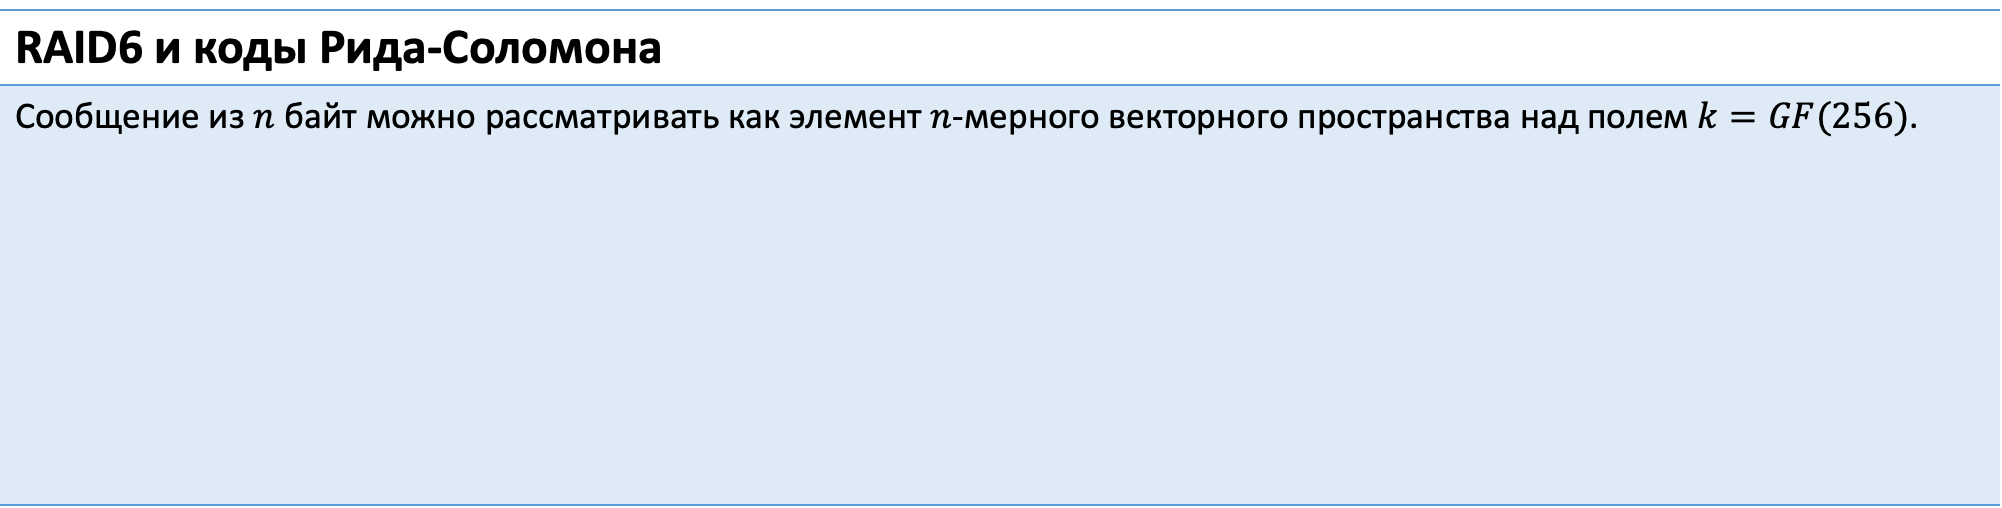 RAID6 и коды Рида-Соломона
Сообщение из n байт можно рассматривать как элемент n-мерного векторного пространства над полем k = GF(256).